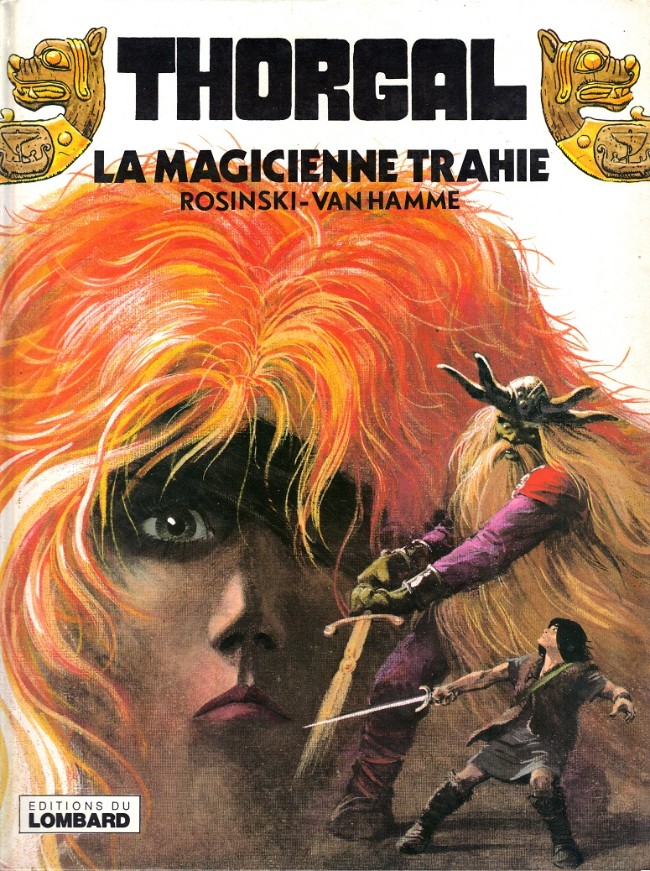 THORGAL
LA MAGICIENNE TRAHIE
ROSINSKI-VAN HAMME
EDITIONS DU
LOMBARD